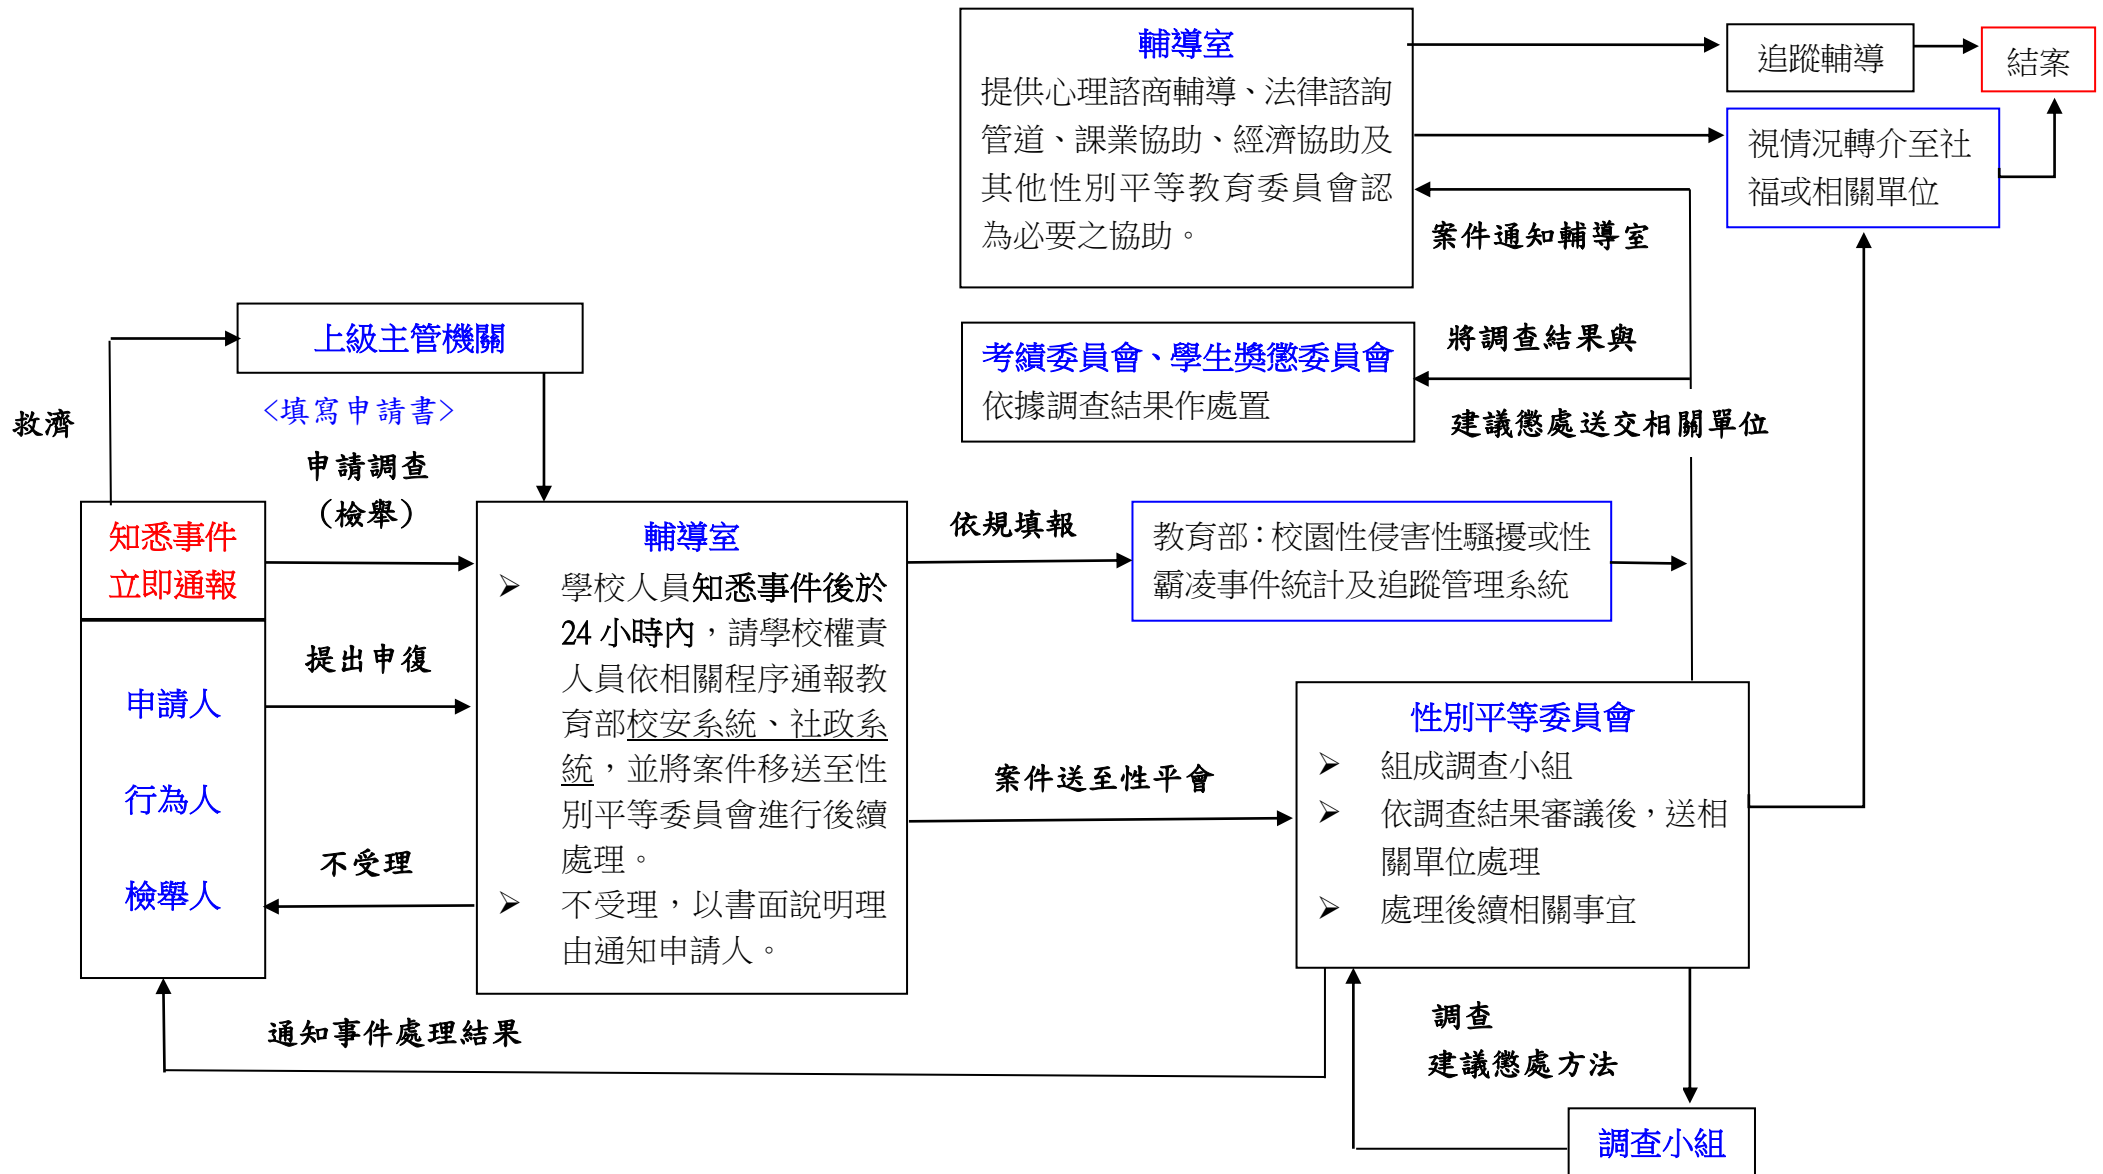 輔導室
提供心理諮商輔導、法律諮詢
管道、課業協助、經濟協助及
其他性別平等教育委員會認
為必要之協助。
追蹤輔導
結案
視情況轉介至社
福或相關單位
案件通知輔導室
上級主管機關
考績委員會、學生獎懲委員會
依據調查結果作處置
將調查結果與
建議懲處送交相關單位
救濟
<填寫申請書>
申請調查
（檢舉）
知悉事件
立即通報
申請人
行為人
檢舉人
提出申復
不受理
輔導室
➢ 學校人員知悉事件後於
24 小時內，請學校權責
人員依相關程序通報教
育部校安系統、社政系
統，並將案件移送至性
別平等委員會進行後續
處理。
➢ 不受理，以書面說明理
由通知申請人。
依規填報
教育部：校園性侵害性騷擾或性
霸凌事件統計及追蹤管理系統
案件送至性平會
性別平等委員會
➢ 組成調查小組
➢ 依調查結果審議後，送相
關單位處理
➢ 處理後續相關事宜
通知事件處理結果
調查
建議懲處方法
調查小組